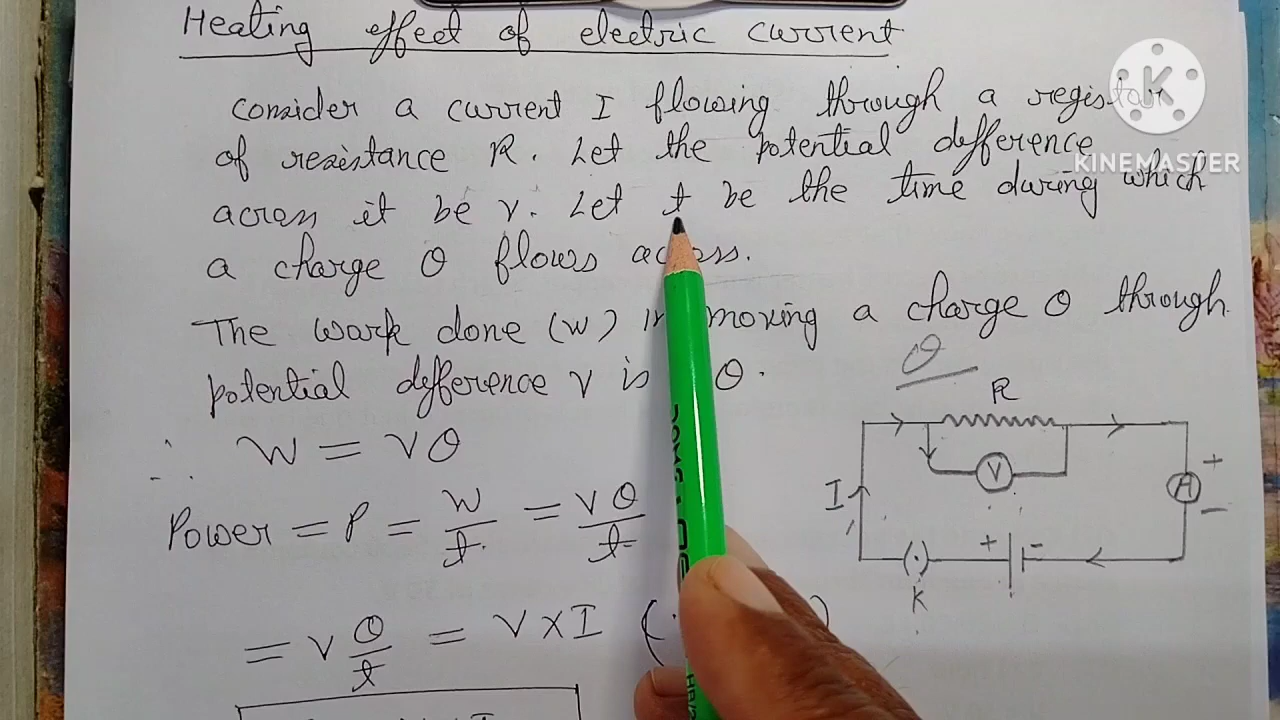 Heating effect of electric current
Consider a current I flowing through a registor
of resistance R. Let the potential difference
across it be V. Let t be the time during which
a charge Q flows across.
The work done (W) in moving a charge Q through
potential difference V is Q.
Q
∴ W = VQ
Power = P = W/t = VQ/t
= V Q/t = V×I (
R
V
I
A
+
-
+ -
K
K
KINEMASTER